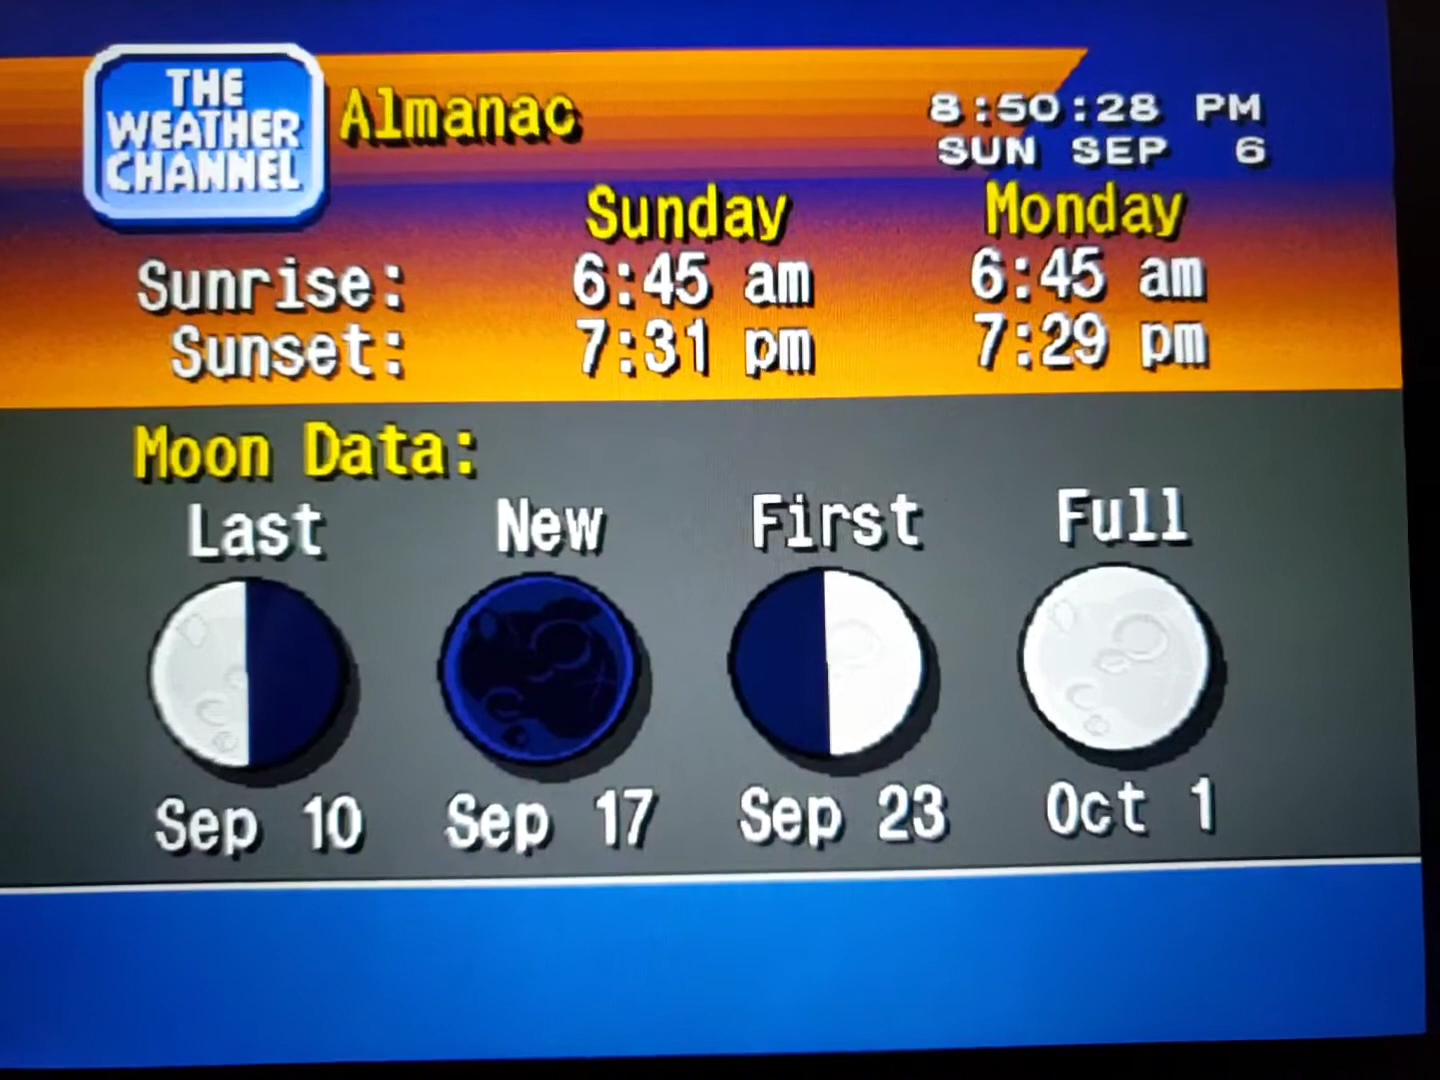 THE
WEATHER
CHANNEL
Almanac
8:50:28 PM
SUN SEP 6
Sunday Monday
Sunrise: 6:45 am 6:45 am
Sunset: 7:31 pm 7:29 pm
Moon Data:
Last New First Full
Sep 10 Sep 17 Sep 23 Oct 1